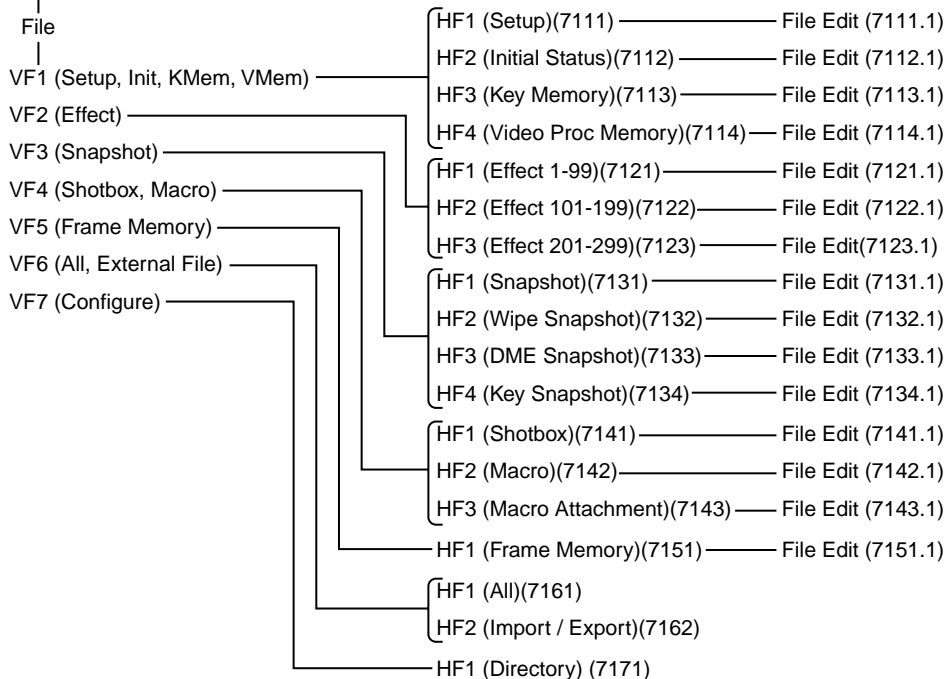 File
VF1 (Setup, Init, KMem, VMem)
VF2 (Effect)
VF3 (Snapshot)
VF4 (Shotbox, Macro)
VF5 (Frame Memory)
VF6 (All, External File)
VF7 (Configure)
HF1 (Setup)(7111) File Edit (7111.1)
HF2 (Initial Status)(7112) File Edit (7112.1)
HF3 (Key Memory)(7113) File Edit (7113.1)
HF4 (Video Proc Memory)(7114) File Edit (7114.1)
HF1 (Effect 1-99)(7121) File Edit (7121.1)
HF2 (Effect 101-199)(7122) File Edit (7122.1)
HF3 (Effect 201-299)(7123) File Edit(7123.1)
HF1 (Snapshot)(7131) File Edit (7131.1)
HF2 (Wipe Snapshot)(7132) File Edit (7132.1)
HF3 (DME Snapshot)(7133) File Edit (7133.1)
HF4 (Key Snapshot)(7134) File Edit (7134.1)
HF1 (Shotbox)(7141) File Edit (7141.1)
HF2 (Macro)(7142) File Edit (7142.1)
HF3 (Macro Attachment)(7143) File Edit (7143.1)
HF1 (Frame Memory)(7151) File Edit (7151.1)
HF1 (All)(7161)
HF2 (Import / Export)(7162)
HF1 (Directory) (7171)